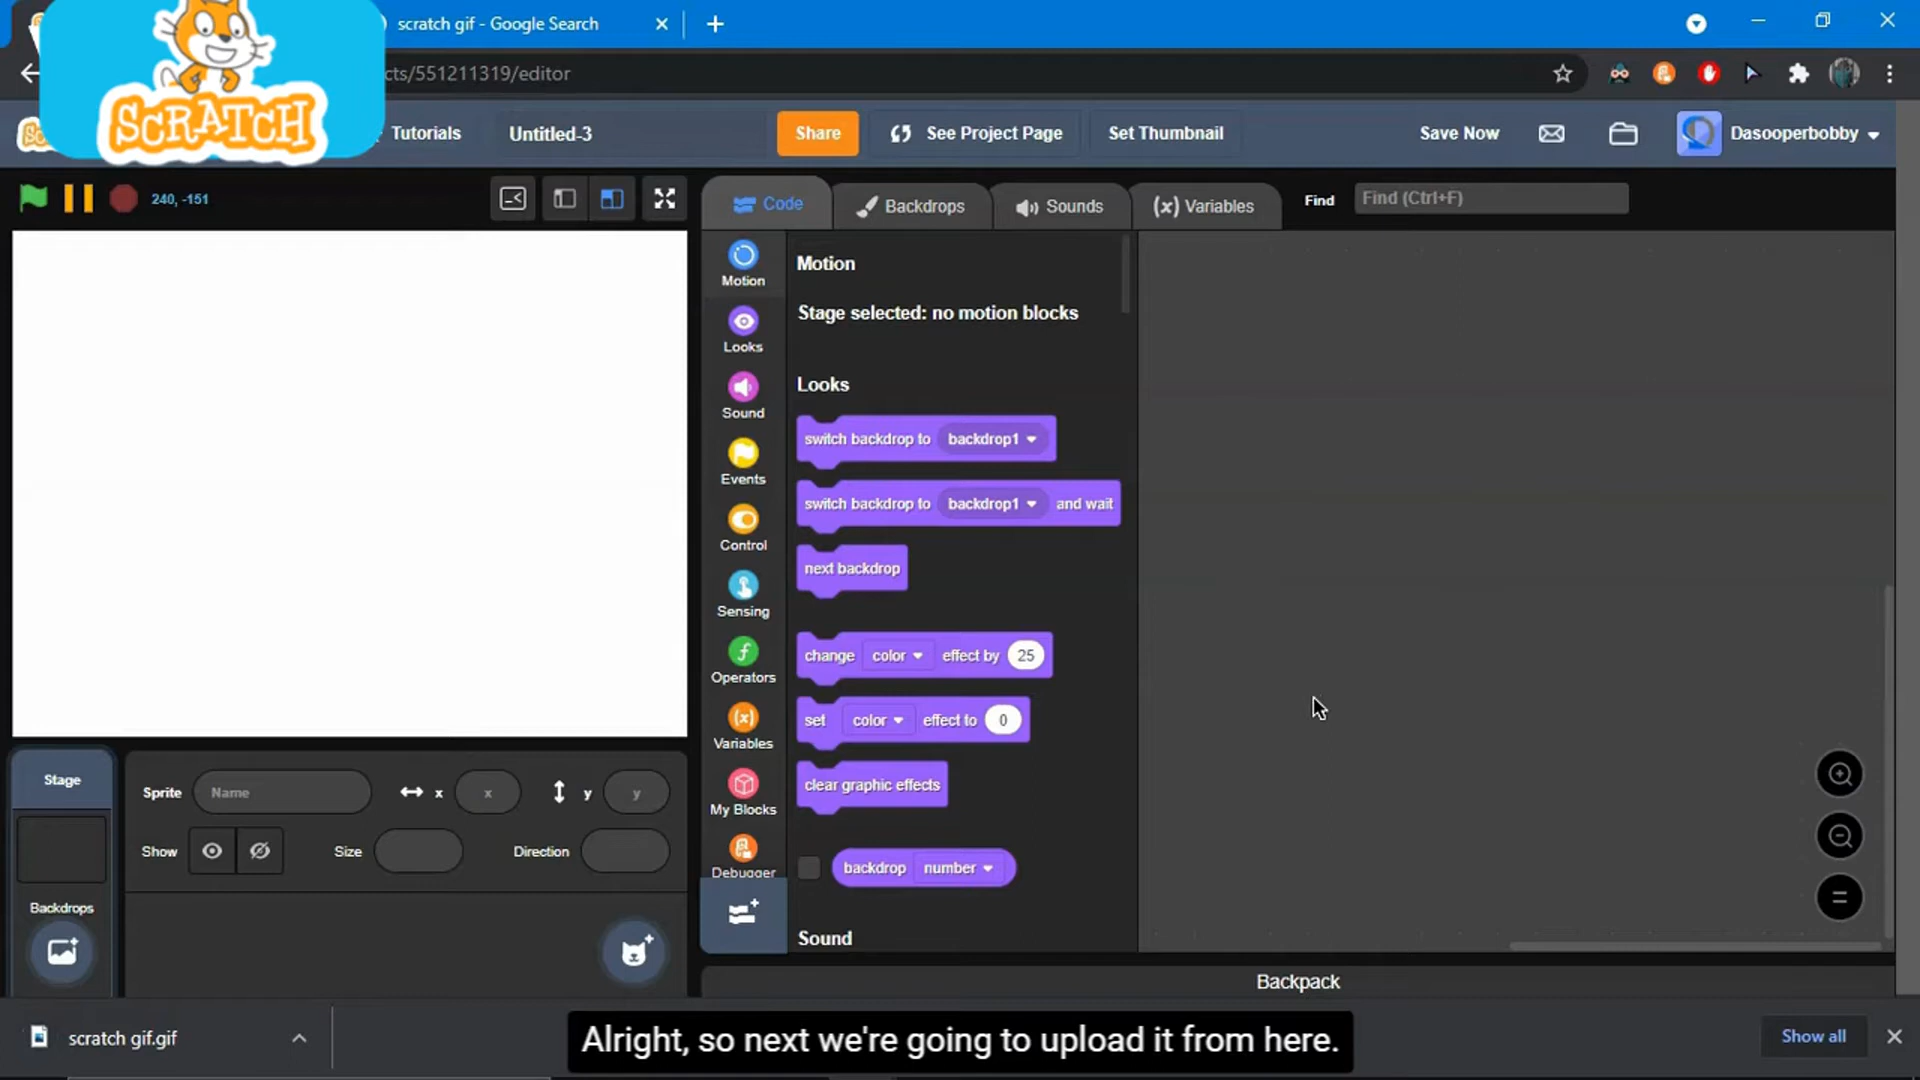 scratch gif - Google Search
cts/551211319/editor
SCRATCH
Tutorials
Untitled-3
Share
See Project Page
Set Thumbnail
Save Now
Dasooperbobby
240, -151
Code
Backdrops
Sounds
(x) Variables
Find
Find (Ctrl+F)
Motion
Looks
Sound
Events
Control
Sensing
Operators
Variables
My Blocks
Debugger
Motion
Stage selected: no motion blocks
Looks
switch backdrop to backdrop1
switch backdrop to backdrop1 and wait
next backdrop
change color effect by 25
set color effect to 0
clear graphic effects
backdrop number
Sound
Stage
Backdrops
Sprite Name x x y y
Show Size Direction
Backpack
scratch gif.gif
Show all
Alright, so next we're going to upload it from here.